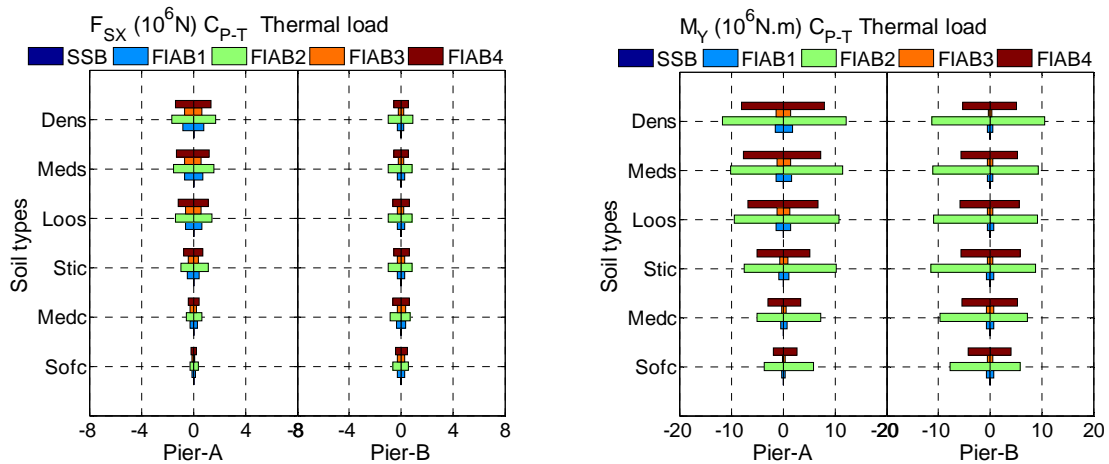 F_SX (10^6N) C_P-T Thermal load
SSB FIAB1 FIAB2 FIAB3 FIAB4
Soil types
Dens
Meds
Loos
Stic
Medc
Sofc
-8 -4 0 4 8
-8 -4 0 4 8
Pier-A Pier-B
M_Y (10^6N.m) C_P-T Thermal load
SSB FIAB1 FIAB2 FIAB3 FIAB4
Soil types
Dens
Meds
Loos
Stic
Medc
Sofc
-20 -10 0 10 20
-20 -10 0 10 20
Pier-A Pier-B